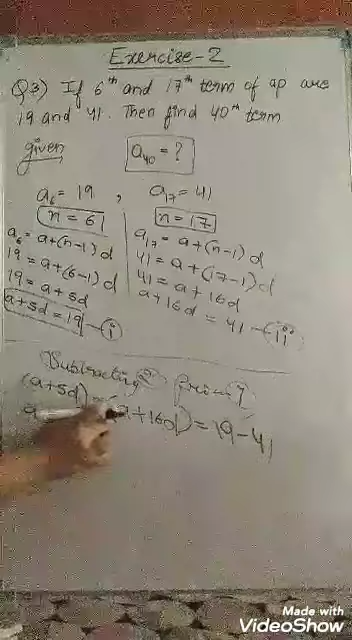 Exercise-2
Q3) If 6th and 17th term of ap are
19 and 41. Then find 40th term
given
a40 = ?
a6 = 19 , a17 = 41
n = 6 n = 17
a6 = a+(n-1)d a17 = a+(n-1)d
19 = a+(6-1)d 41 = a+(17-1)d
19 = a+5d 41 = a+16d
a+5d = 19 - (i) a+16d = 41 - (ii)
Subtracting 2 from 1
(a+5d) - (a+16d) = 19-41
a
Made with
VideoShow